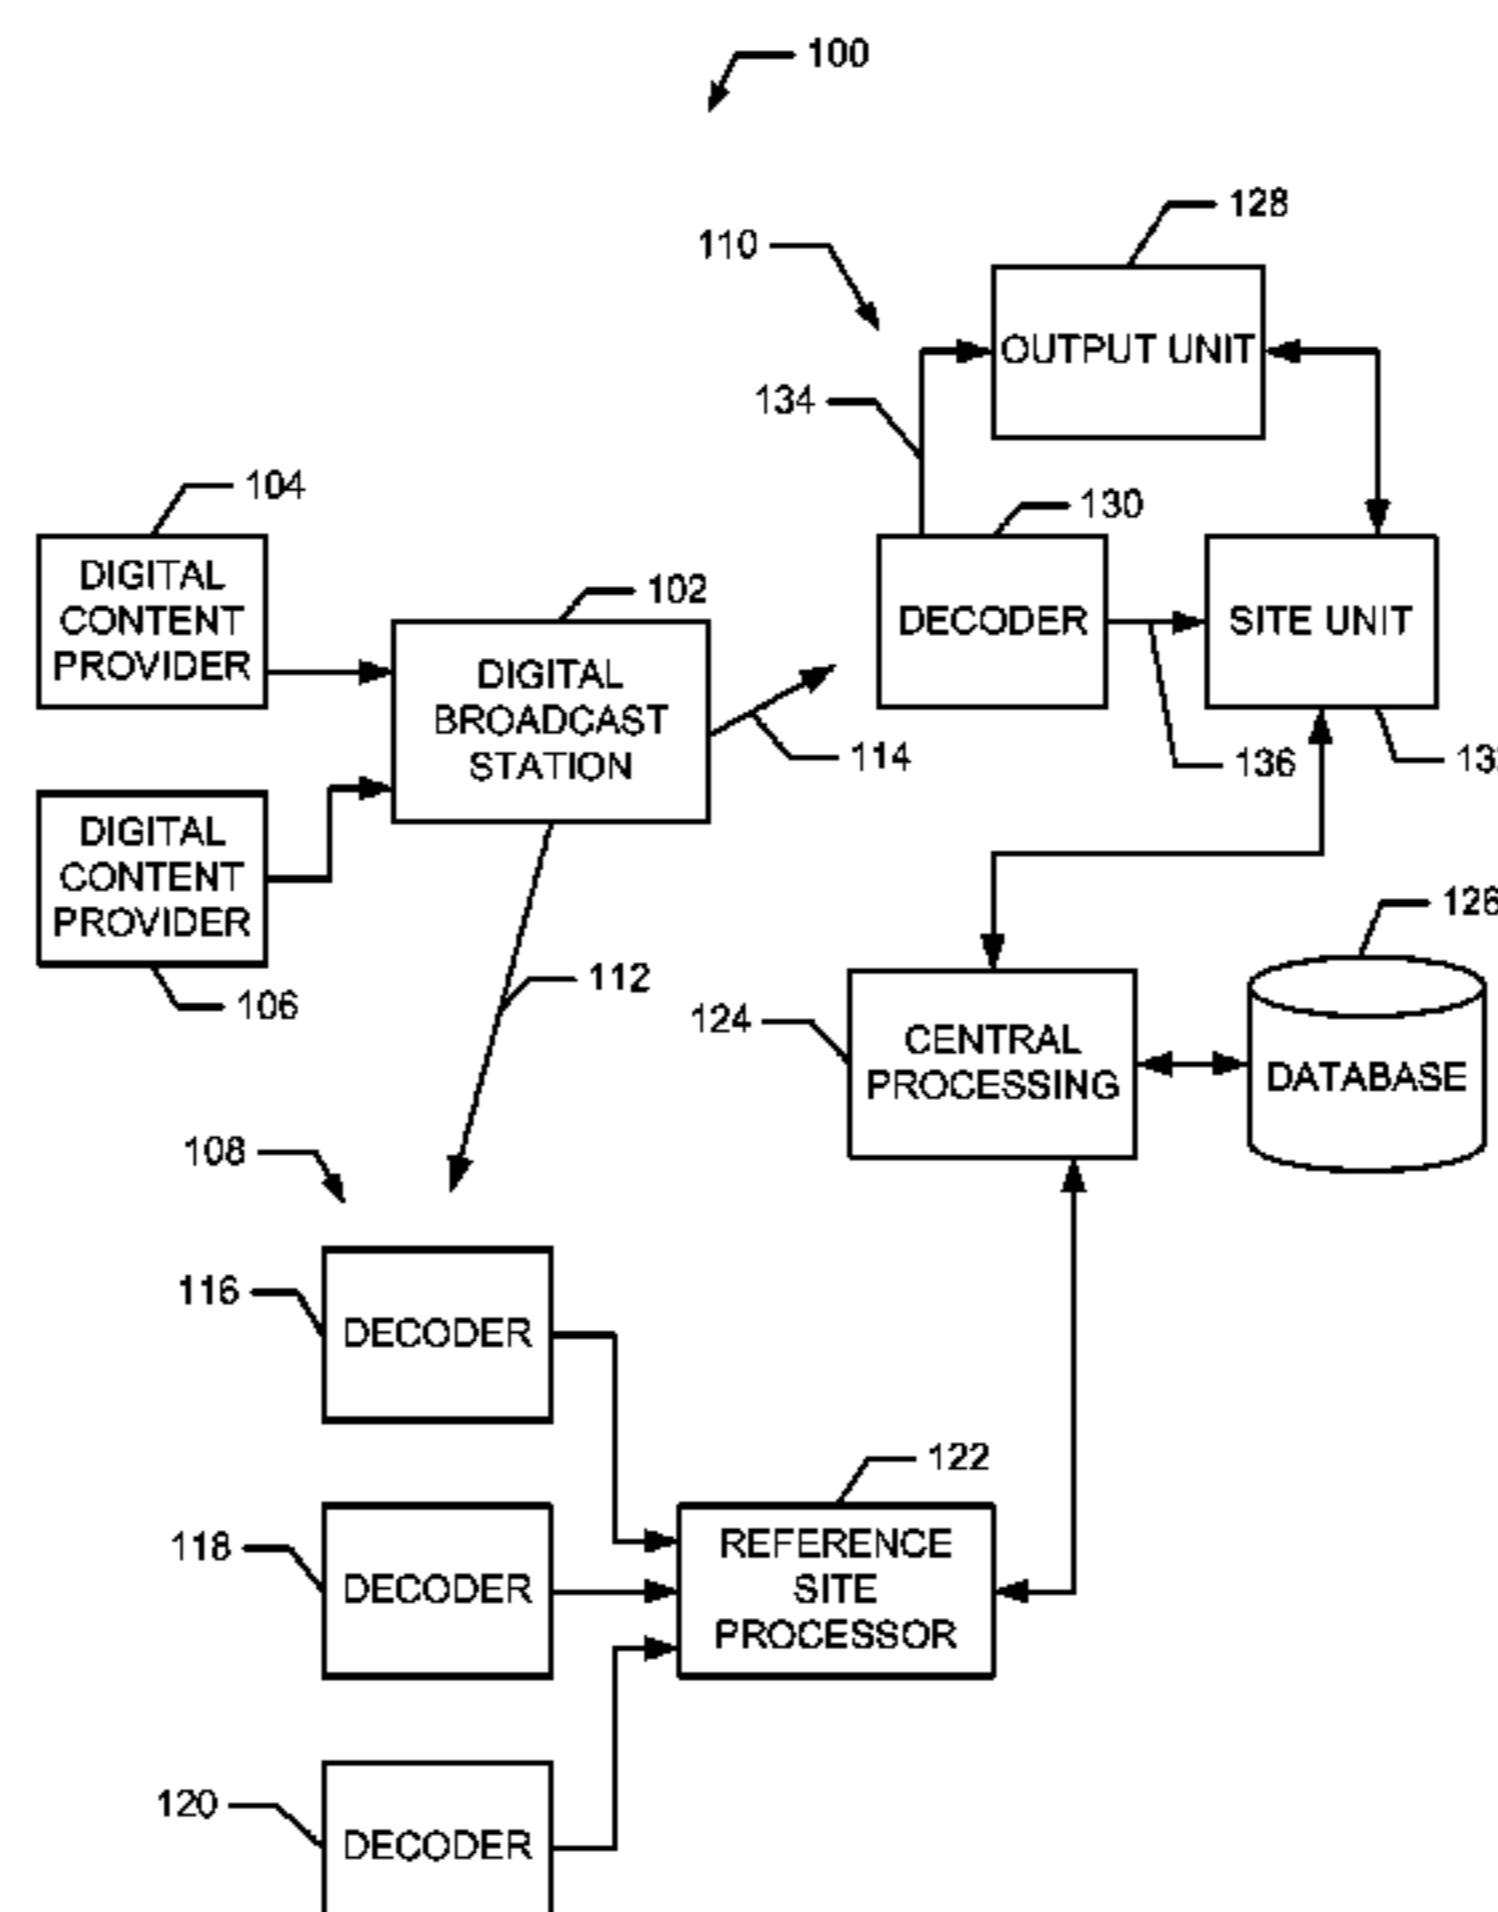 100
128
110
OUTPUT UNIT
134
104
130
DIGITAL
CONTENT
PROVIDER
102
DECODER
SITE UNIT
DIGITAL
BROADCAST
STATION
114
136
DIGITAL
CONTENT
PROVIDER
126
112
106
124
CENTRAL
PROCESSING
DATABASE
108
116
DECODER
122
118
DECODER
REFERENCE
SITE
PROCESSOR
120
DECODER